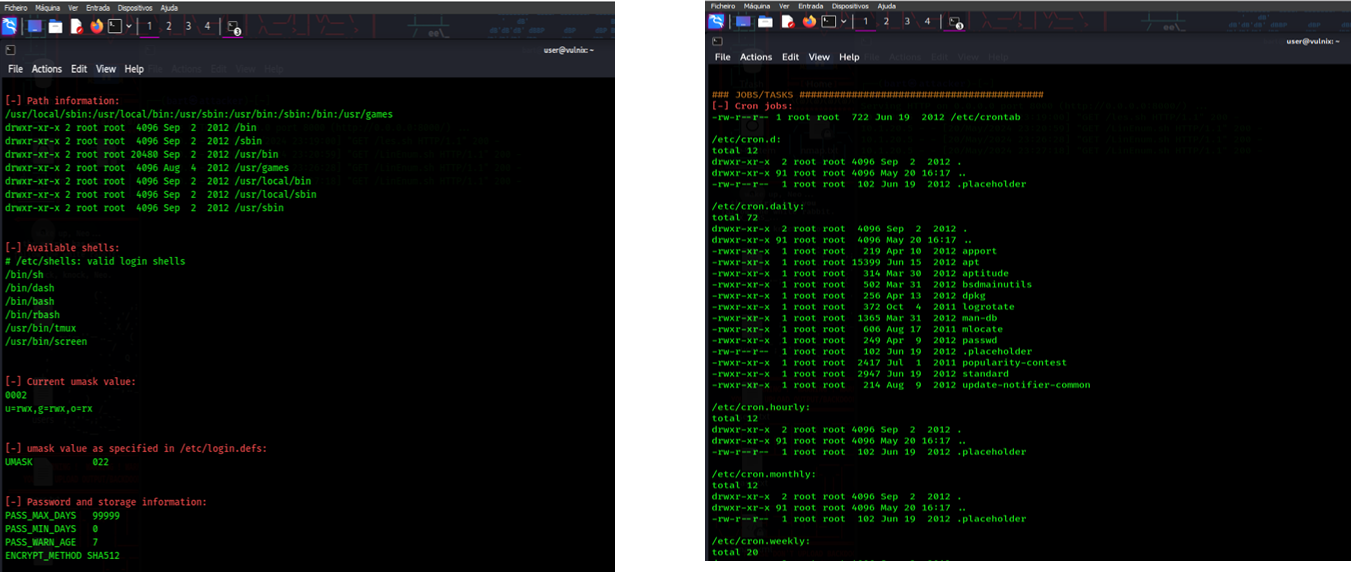 Ficheiro Máquina Ver Entrada Dispositivos Ajuda
1 2 3 4 3
user@vulnix: ~
File Actions Edit View Help
[-] Path information:
/usr/local/sbin:/usr/local/bin:/usr/sbin:/usr/bin:/sbin:/bin:/usr/games
drwxr-xr-x 2 root root  4096 Sep  2  2012 /bin
drwxr-xr-x 2 root root  4096 Sep  2  2012 /sbin
drwxr-xr-x 2 root root 20480 Sep  2  2012 /usr/bin
drwxr-xr-x 2 root root  4096 Aug  4  2012 /usr/games
drwxr-xr-x 2 root root  4096 Sep  2  2012 /usr/local/bin
drwxr-xr-x 2 root root  4096 Sep  2  2012 /usr/local/sbin
drwxr-xr-x 2 root root  4096 Sep  2  2012 /usr/sbin
[-] Available shells:
# /etc/shells: valid login shells
/bin/sh
/bin/dash
/bin/bash
/bin/rbash
/usr/bin/tmux
/usr/bin/screen
[-] Current umask value:
0002
u=rwx,g=rwx,o=rx
[-] umask value as specified in /etc/login.defs:
UMASK           022
[-] Password and storage information:
PASS_MAX_DAYS   99999
PASS_MIN_DAYS   0
PASS_WARN_AGE   7
ENCRYPT_METHOD SHA512
Ficheiro Máquina Ver Entrada Dispositivos Ajuda
1 2 3 4 3
user@vulnix: ~
File Actions Edit View Help
### JOBS/TASKS ##########################################
[-] Cron jobs:
-rw-r--r-- 1 root root  722 Jun 19  2012 /etc/crontab
/etc/cron.d:
total 12
drwxr-xr-x  2 root root 4096 Sep  2  2012 .
drwxr-xr-x 91 root root 4096 May 20 16:17 ..
-rw-r--r--  1 root root  102 Jun 19  2012 .placeholder
/etc/cron.daily:
total 72
drwxr-xr-x  2 root root  4096 Sep  2  2012 .
drwxr-xr-x 91 root root  4096 May 20 16:17 ..
-rwxr-xr-x  1 root root   219 Apr 10  2012 apport
-rwxr-xr-x  1 root root 15399 Jun 15  2012 apt
-rwxr-xr-x  1 root root   314 Mar 30  2012 aptitude
-rwxr-xr-x  1 root root   502 Mar 31  2012 bsdmainutils
-rwxr-xr-x  1 root root   256 Apr 13  2012 dpkg
-rwxr-xr-x  1 root root   372 Oct  4  2011 logrotate
-rwxr-xr-x  1 root root  1365 Mar 31  2012 man-db
-rwxr-xr-x  1 root root   606 Aug 17  2011 mlocate
-rwxr-xr-x  1 root root   249 Apr  9  2012 passwd
-rw-r--r--  1 root root   102 Jun 19  2012 .placeholder
-rwxr-xr-x  1 root root  2417 Jul  1  2011 popularity-contest
-rwxr-xr-x  1 root root  2947 Jun 19  2012 standard
-rwxr-xr-x  1 root root   214 Aug  9  2012 update-notifier-common
/etc/cron.hourly:
total 12
drwxr-xr-x  2 root root 4096 Sep  2  2012 .
drwxr-xr-x 91 root root 4096 May 20 16:17 ..
-rw-r--r--  1 root root  102 Jun 19  2012 .placeholder
/etc/cron.monthly:
total 12
drwxr-xr-x  2 root root 4096 Sep  2  2012 .
drwxr-xr-x 91 root root 4096 May 20 16:17 ..
-rw-r--r--  1 root root  102 Jun 19  2012 .placeholder
/etc/cron.weekly:
total 20